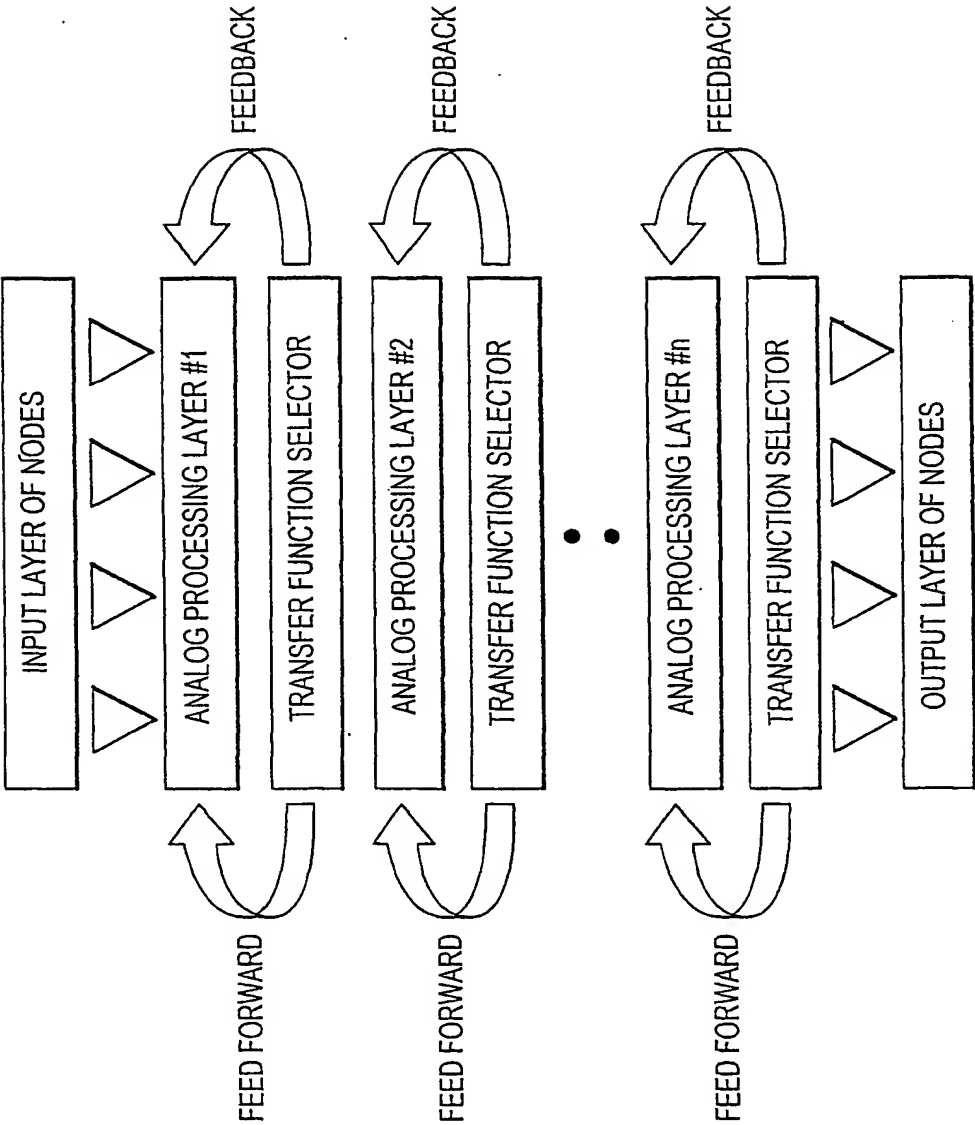 INPUT LAYER OF NODES
FEED FORWARD
ANALOG PROCESSING LAYER #1
FEEDBACK
TRANSFER FUNCTION SELECTOR
FEED FORWARD
ANALOG PROCESSING LAYER #2
FEEDBACK
TRANSFER FUNCTION SELECTOR
FEED FORWARD
ANALOG PROCESSING LAYER #n
FEEDBACK
TRANSFER FUNCTION SELECTOR
OUTPUT LAYER OF NODES